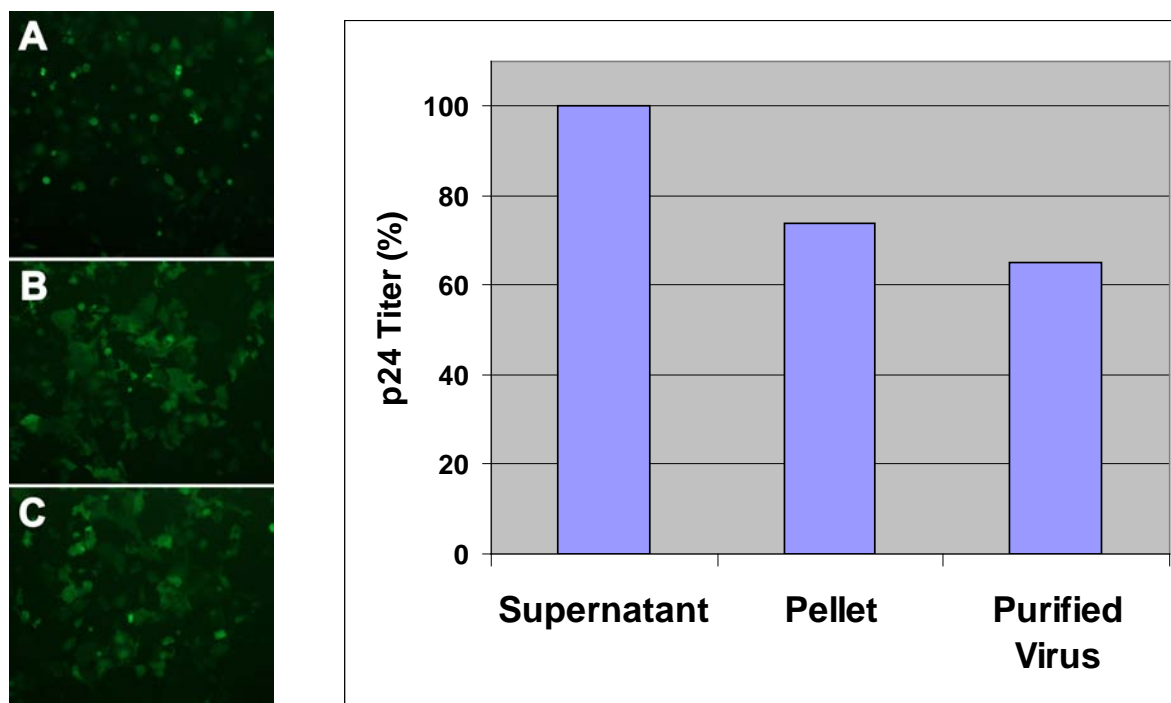 A
B
C
p24 Titer (%)
100
80
60
40
20
0
Supernatant
Pellet
Purified
Virus